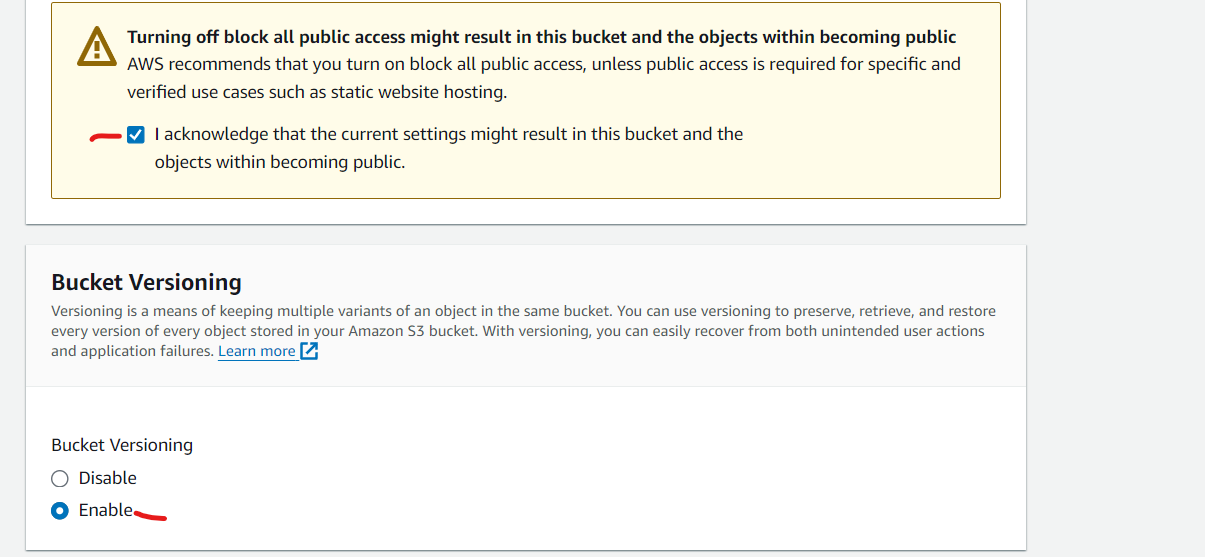 Turning off block all public access might result in this bucket and the objects within becoming public
AWS recommends that you turn on block all public access, unless public access is required for specific and
verified use cases such as static website hosting.
I acknowledge that the current settings might result in this bucket and the
objects within becoming public.
Bucket Versioning
Versioning is a means of keeping multiple variants of an object in the same bucket. You can use versioning to preserve, retrieve, and restore
every version of every object stored in your Amazon S3 bucket. With versioning, you can easily recover from both unintended user actions
and application failures. Learn more
Bucket Versioning
Disable
Enable